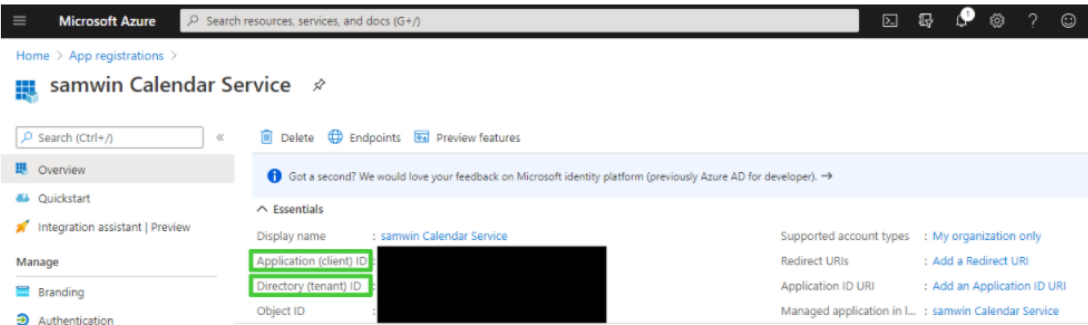 Microsoft Azure
Search resources, services, and docs (G+/)
1
Home > App registrations >
samwin Calendar Service
Search (Ctrl+/)
Delete
Endpoints
Preview features
Overview
Got a second? We would love your feedback on Microsoft identity platform (previously Azure AD for developer). →
Quickstart
Essentials
Integration assistant | Preview
Display name : samwin Calendar Service
Supported account types : My organization only
Manage
Application (client) ID :
Redirect URIs : Add a Redirect URI
Branding
Directory (tenant) ID :
Application ID URI : Add an Application ID URI
Authentication
Object ID :
Managed application in l... : samwin Calendar Service